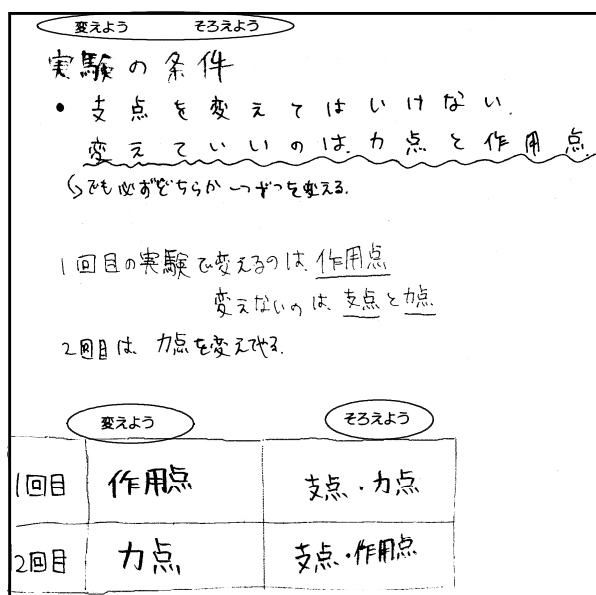 変えよう そろえよう
実験の条件
・支点を変えてはいけない。
変えていいのは、力点と作用点。
↳でも必ずどちらか一つずつを変える。
1回目の実験で変えるのは、作用点
変えないのは、支点と力点
2回目は、力点を変えてやる。
変えよう そろえよう
1回目 作用点 支点・力点
2回目 力点 支点・作用点